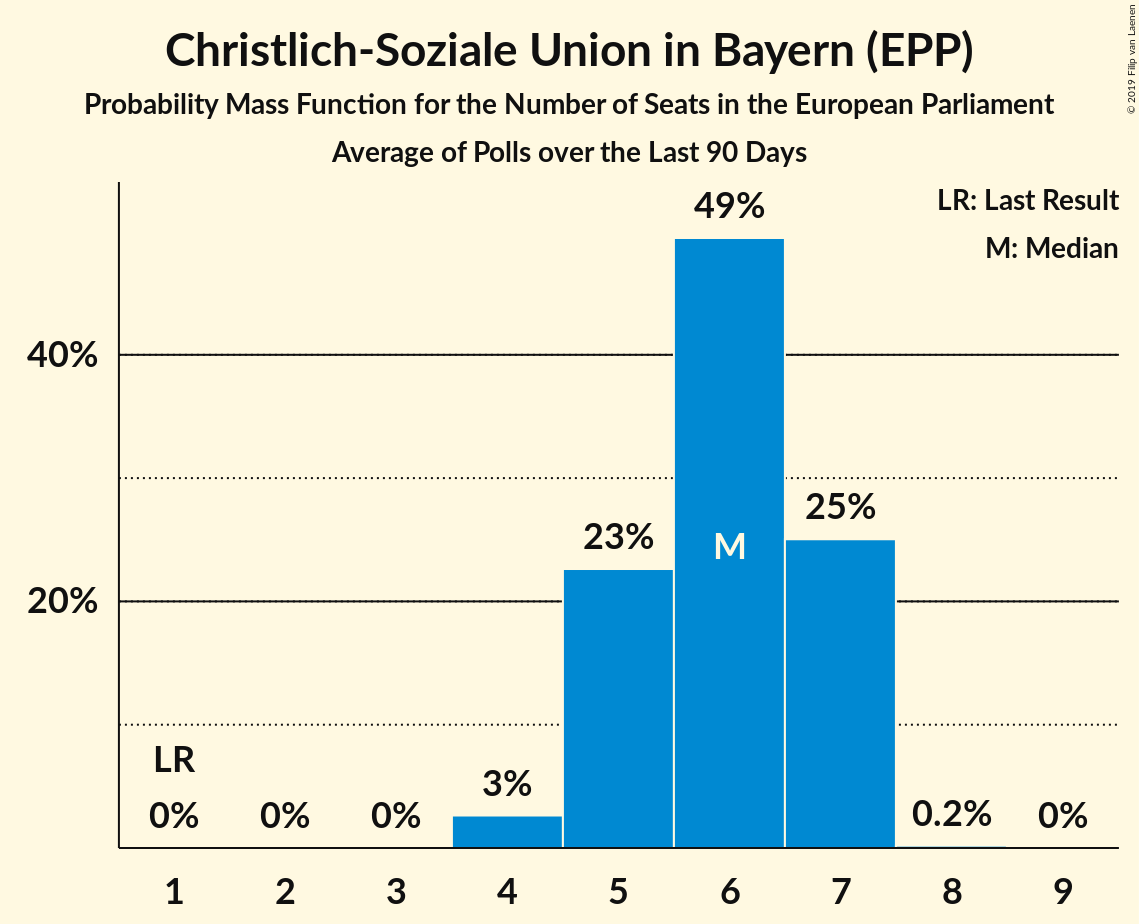 Christlich-Soziale Union in Bayern (EPP)
Probability Mass Function for the Number of Seats in the European Parliament
Average of Polls over the Last 90 Days
© 2019 Filip van Laenen
LR: Last Result
M: Median
49%
40%
25%
23%
M
20%
LR
3%
0% 0% 0% 0.2% 0%
1 2 3 4 5 6 7 8 9